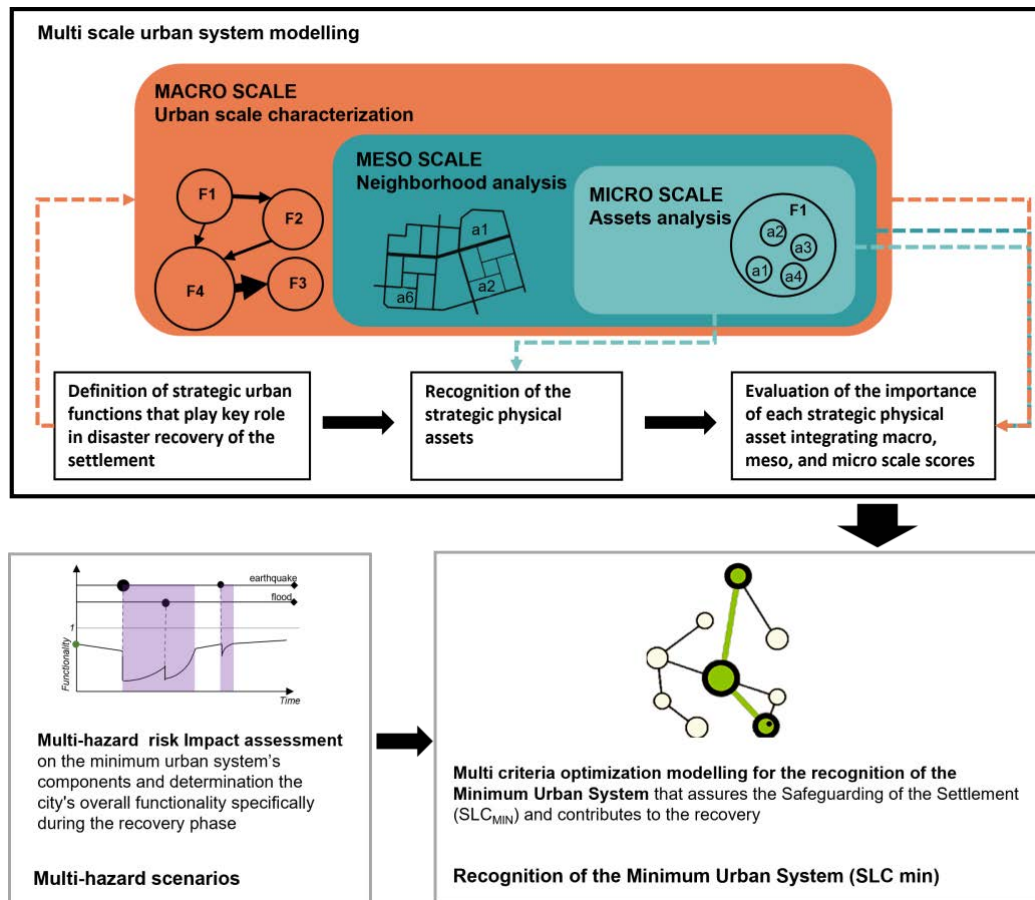 Multi scale urban system modelling
MACRO SCALE
Urban scale characterization
F1
F2
F4
F3
MESO SCALE
Neighborhood analysis
a1
a6
a2
MICRO SCALE
Assets analysis
F1
a2
a3
a1
a4
Definition of strategic urban
functions that play key role
in disaster recovery of the
settlement
Recognition of the
strategic physical
assets
Evaluation of the importance
of each strategic physical
asset integrating macro,
meso, and micro scale scores
earthquake
flood
1
Functionality
Time
Multi-hazard risk Impact assessment
on the minimum urban system's
components and determination the
city's overall functionality specifically
during the recovery phase
Multi-hazard scenarios
Multi criteria optimization modelling for the recognition of the
Minimum Urban System that assures the Safeguarding of the Settlement
(SLCMIN) and contributes to the recovery
Recognition of the Minimum Urban System (SLC min)